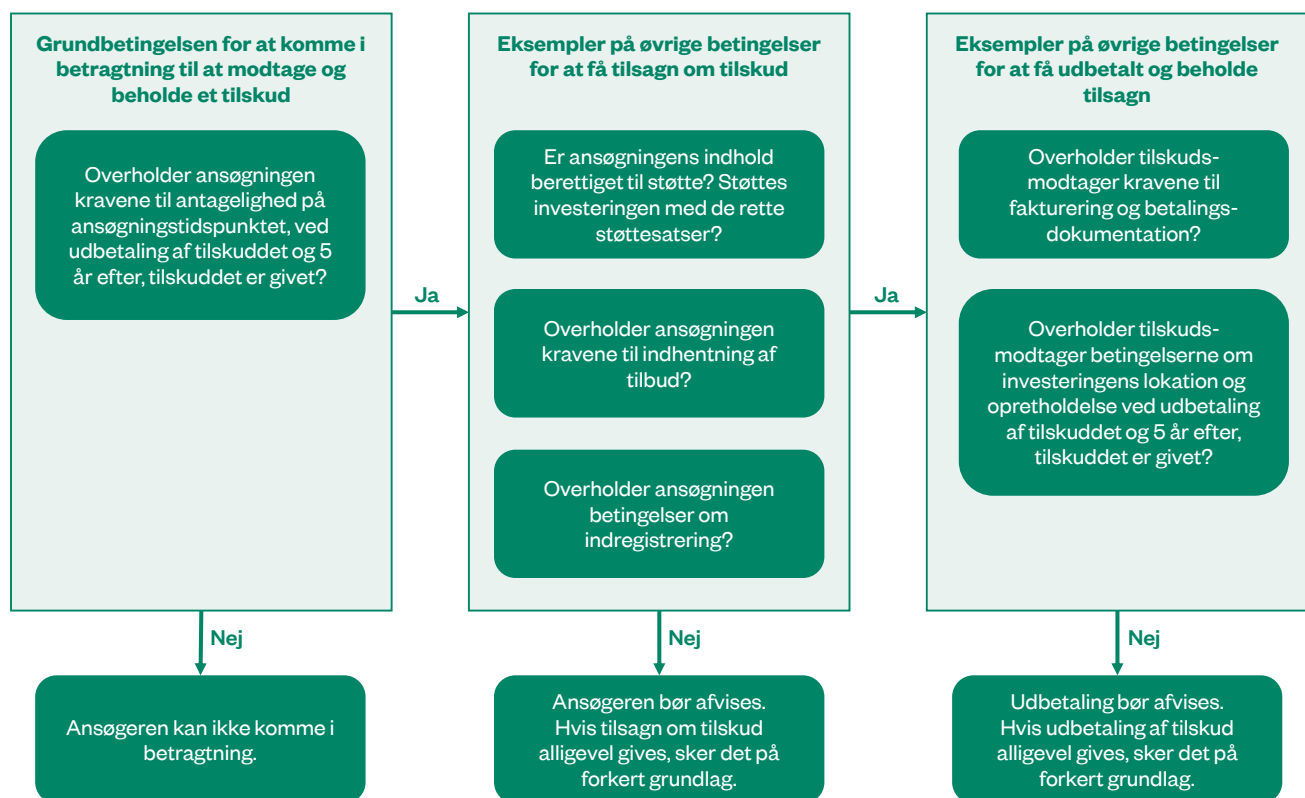 Grundbetingelsen for at komme i
betragtning til at modtage og
beholde et tilskud
Overholder ansøgningen
kravene til antagelighed på
ansøgningstidspunktet, ved
udbetaling af tilskuddet og 5
år efter, tilskuddet er givet?
Ja
Eksempler på øvrige betingelser
for at få tilsagn om tilskud
Er ansøgningens indhold
berettiget til støtte? Støttes
investeringen med de rette
støttesatser?
Overholder ansøgningen
kravene til indhentning af
tilbud?
Overholder ansøgningen
betingelser om
indregistrering?
Ja
Eksempler på øvrige betingelser
for at få udbetalt og beholde
tilsagn
Overholder tilskuds-
modtager kravene til
fakturering og betalings-
dokumentation?
Overholder tilskuds-
modtager betingelserne om
investeringens lokation og
opretholdelse ved udbetaling
af tilskuddet og 5 år efter,
tilskuddet er givet?
Nej
Ansøgeren kan ikke komme i
betragtning.
Nej
Ansøgeren bør afvises.
Hvis tilsagn om tilskud
alligevel gives, sker det på
forkert grundlag.
Nej
Udbetaling bør afvises.
Hvis udbetaling af tilskud
alligevel gives, sker det på
forkert grundlag.